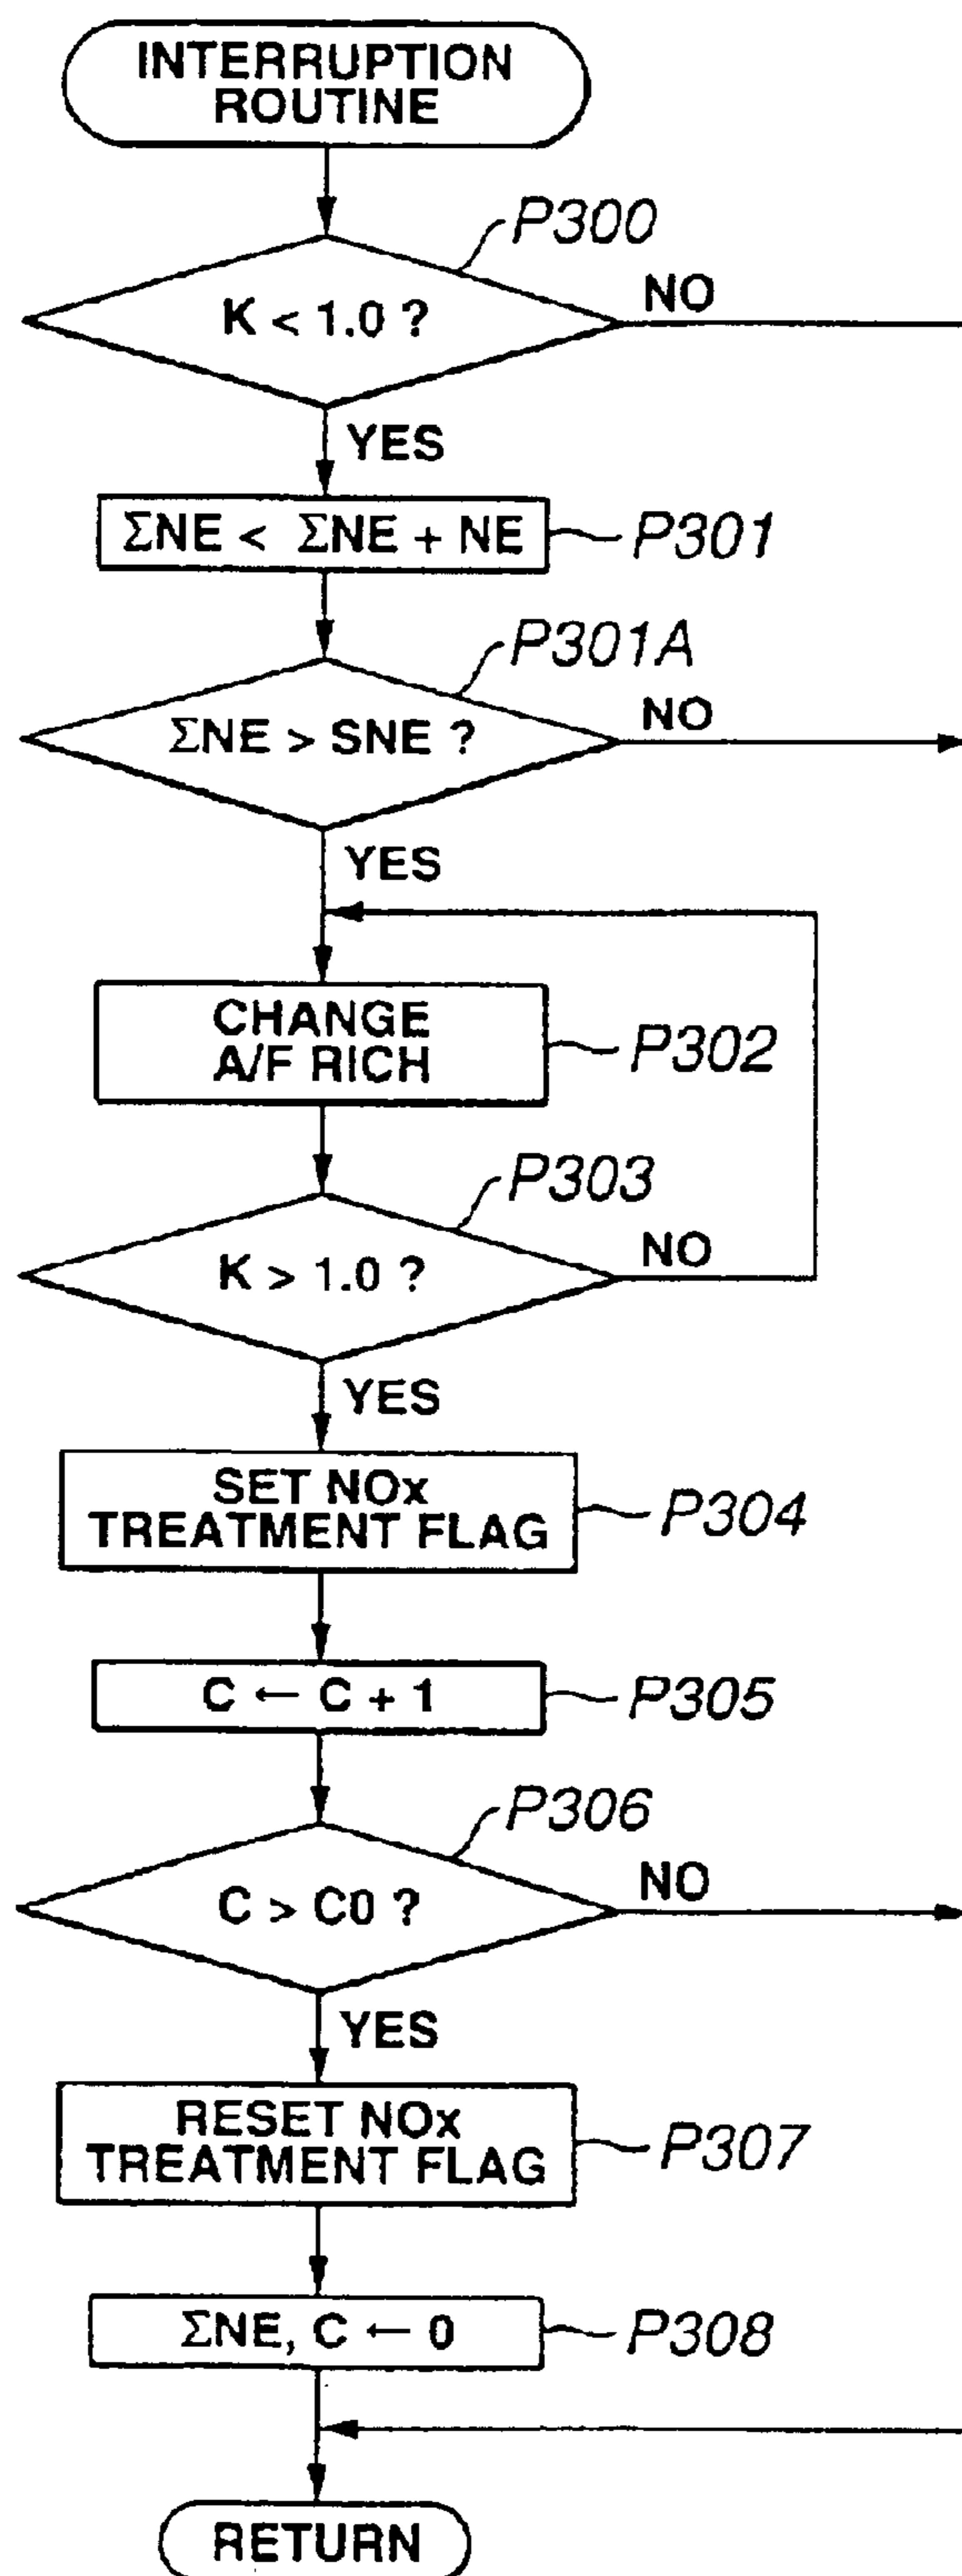 INTERRUPTION
ROUTINE
P300
K < 1.0 ?
NO
YES
ΣNE < ΣNE + NE
P301
P301A
ΣNE > SNE ?
NO
YES
CHANGE
A/F RICH
P302
P303
K > 1.0 ?
NO
YES
SET NOx
TREATMENT FLAG
P304
C ← C + 1
P305
P306
C > C0 ?
NO
YES
RESET NOx
TREATMENT FLAG
P307
ΣNE, C ← 0
P308
RETURN